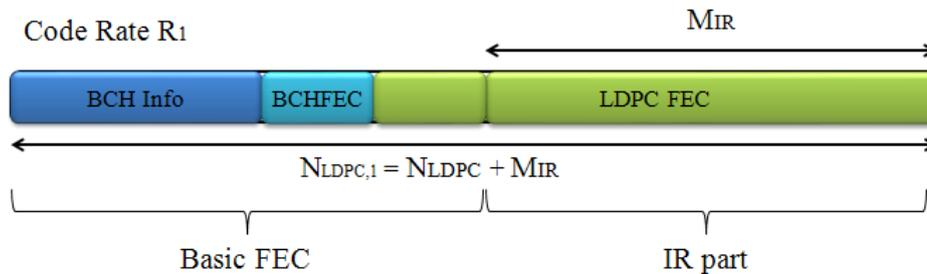 MIR
Code Rate R1
BCH Info BCHFEC LDPC FEC
NLDPC,1 = NLDPC + MIR
Basic FEC IR part